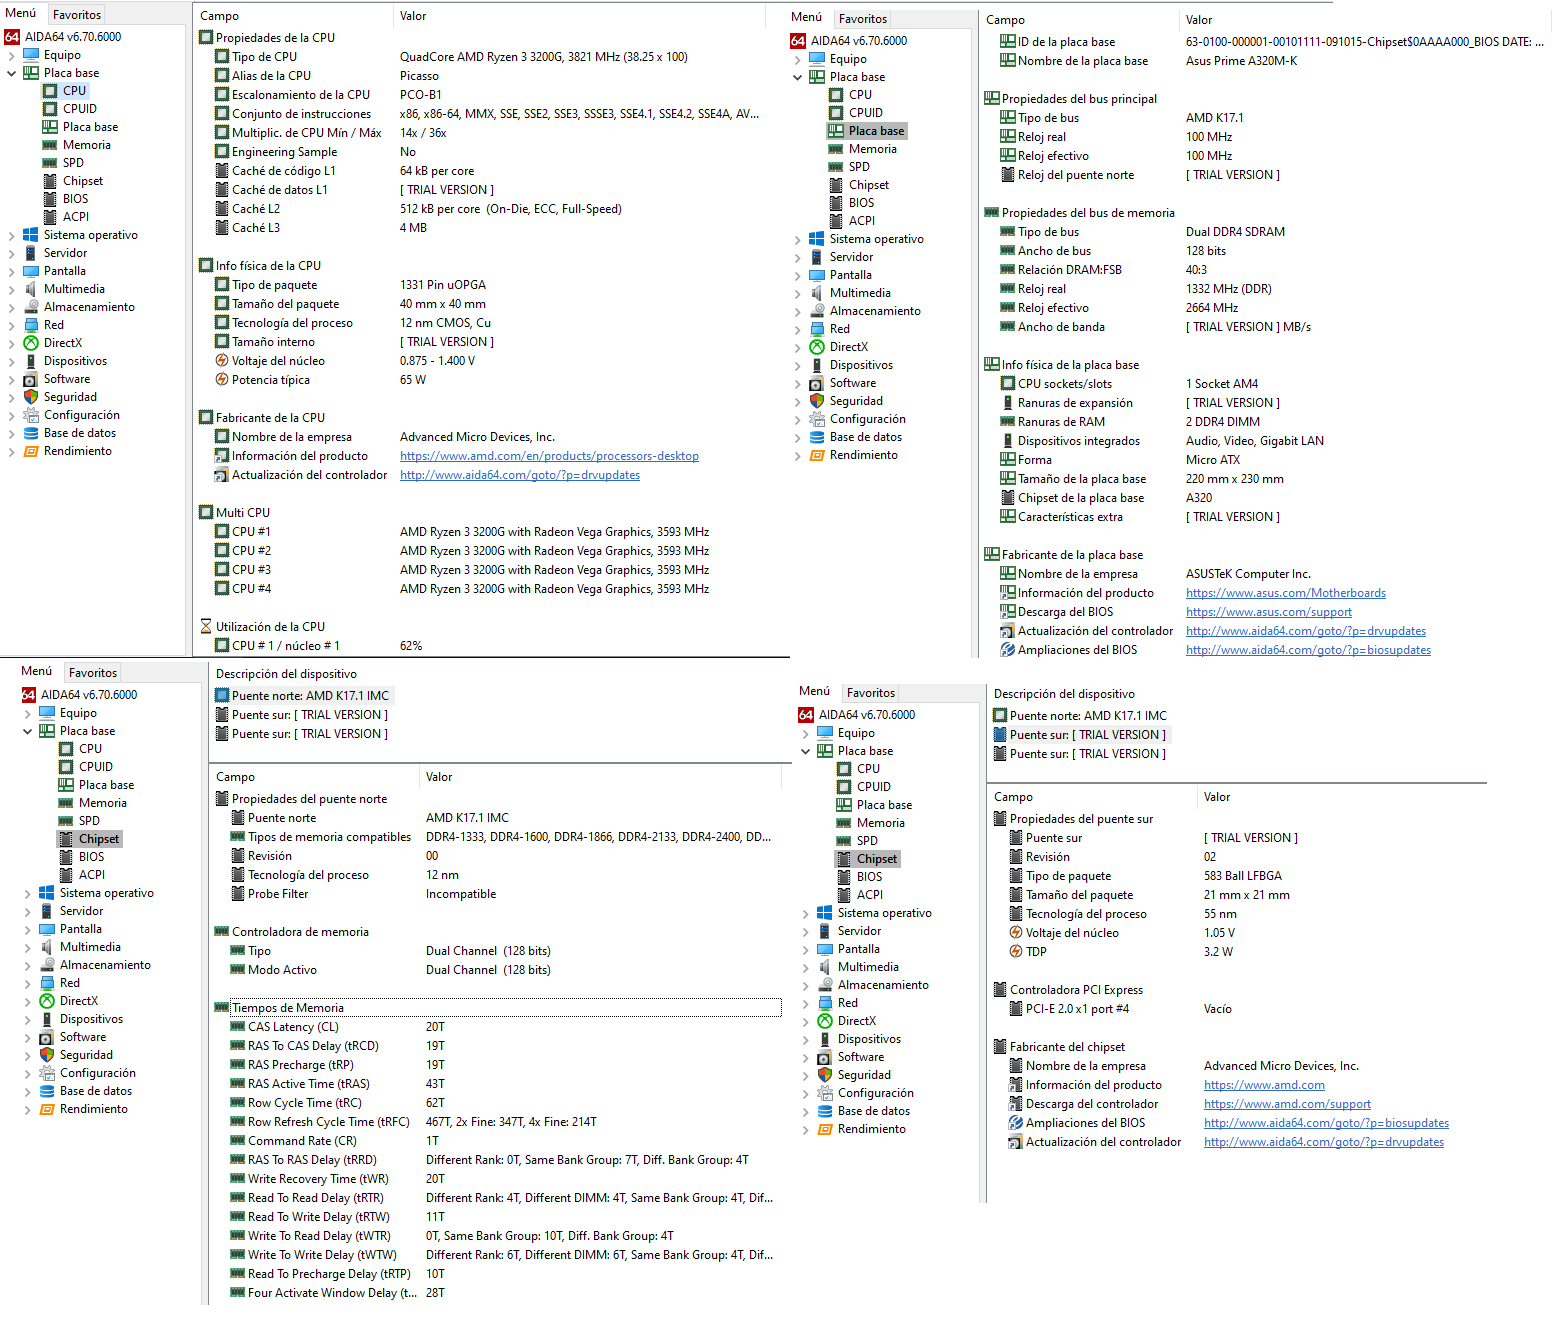 Menú Favoritos
AIDA64 v6.70.6000
Equipo
Placa base
CPU
CPUID
Placa base
Memoria
SPD
Chipset
BIOS
ACPI
Sistema operativo
Servidor
Pantalla
Multimedia
Almacenamiento
Red
DirectX
Dispositivos
Software
Seguridad
Configuración
Base de datos
Rendimiento
Campo Valor
Propiedades de la CPU
Tipo de CPU QuadCore AMD Ryzen 3 3200G, 3821 MHz (38.25 x 100)
Alias de la CPU Picasso
Escalonamiento de la CPU PCO-B1
Conjunto de instrucciones x86, x86-64, MMX, SSE, SSE2, SSE3, SSSE3, SSE4.1, SSE4.2, SSE4A, AV...
Multiplic. de CPU Mín / Máx 14x / 36x
Engineering Sample No
Caché de código L1 64 kB per core
Caché de datos L1 [ TRIAL VERSION ]
Caché L2 512 kB per core (On-Die, ECC, Full-Speed)
Caché L3 4 MB
Info física de la CPU
Tipo de paquete 1331 Pin uOPGA
Tamaño del paquete 40 mm x 40 mm
Tecnología del proceso 12 nm CMOS, Cu
Tamaño interno [ TRIAL VERSION ]
Voltaje del núcleo 0.875 - 1.400 V
Potencia típica 65 W
Fabricante de la CPU
Nombre de la empresa Advanced Micro Devices, Inc.
Información del producto https://www.amd.com/en/products/processors-desktop
Actualización del controlador http://www.aida64.com/goto/?p=drvupdates
Multi CPU
CPU #1 AMD Ryzen 3 3200G with Radeon Vega Graphics, 3593 MHz
CPU #2 AMD Ryzen 3 3200G with Radeon Vega Graphics, 3593 MHz
CPU #3 AMD Ryzen 3 3200G with Radeon Vega Graphics, 3593 MHz
CPU #4 AMD Ryzen 3 3200G with Radeon Vega Graphics, 3593 MHz
Utilización de la CPU
CPU # 1 / núcleo # 1 62%
Menú Favoritos
AIDA64 v6.70.6000
Equipo
Placa base
CPU
CPUID
Placa base
Memoria
SPD
Chipset
BIOS
ACPI
Sistema operativo
Servidor
Pantalla
Multimedia
Almacenamiento
Red
DirectX
Dispositivos
Software
Seguridad
Configuración
Base de datos
Rendimiento
Campo Valor
ID de la placa base 63-0100-000001-00101111-091015-Chipset$0AAAA000_BIOS DATE: ...
Nombre de la placa base Asus Prime A320M-K
Propiedades del bus principal
Tipo de bus AMD K17.1
Reloj real 100 MHz
Reloj efectivo 100 MHz
Reloj del puente norte [ TRIAL VERSION ]
Propiedades del bus de memoria
Tipo de bus Dual DDR4 SDRAM
Ancho de bus 128 bits
Relación DRAM:FSB 40:3
Reloj real 1332 MHz (DDR)
Reloj efectivo 2664 MHz
Ancho de banda [ TRIAL VERSION ] MB/s
Info física de la placa base
CPU sockets/slots 1 Socket AM4
Ranuras de expansión [ TRIAL VERSION ]
Ranuras de RAM 2 DDR4 DIMM
Dispositivos integrados Audio, Video, Gigabit LAN
Forma Micro ATX
Tamaño de la placa base 220 mm x 230 mm
Chipset de la placa base A320
Características extra [ TRIAL VERSION ]
Fabricante de la placa base
Nombre de la empresa ASUSTeK Computer Inc.
Información del producto https://www.asus.com/Motherboards
Descarga del BIOS https://www.asus.com/support
Actualización del controlador http://www.aida64.com/goto/?p=drvupdates
Ampliaciones del BIOS http://www.aida64.com/goto/?p=biosupdates
Menú Favoritos
AIDA64 v6.70.6000
Equipo
Placa base
CPU
CPUID
Placa base
Memoria
SPD
Chipset
BIOS
ACPI
Sistema operativo
Servidor
Pantalla
Multimedia
Almacenamiento
Red
DirectX
Dispositivos
Software
Seguridad
Configuración
Base de datos
Rendimiento
Descripción del dispositivo
Puente norte: AMD K17.1 IMC
Puente sur: [ TRIAL VERSION ]
Puente sur: [ TRIAL VERSION ]
Campo Valor
Propiedades del puente norte
Puente norte AMD K17.1 IMC
Tipos de memoria compatibles DDR4-1333, DDR4-1600, DDR4-1866, DDR4-2133, DDR4-2400, DD...
Revisión 00
Tecnología del proceso 12 nm
Probe Filter Incompatible
Controladora de memoria
Tipo Dual Channel (128 bits)
Modo Activo Dual Channel (128 bits)
Tiempos de Memoria
CAS Latency (CL) 20T
RAS To CAS Delay (tRCD) 19T
RAS Precharge (tRP) 19T
RAS Active Time (tRAS) 43T
Row Cycle Time (tRC) 62T
Row Refresh Cycle Time (tRFC) 467T, 2x Fine: 347T, 4x Fine: 214T
Command Rate (CR) 1T
RAS To RAS Delay (tRRD) Different Rank: 0T, Same Bank Group: 7T, Diff. Bank Group: 4T
Write Recovery Time (tWR) 20T
Read To Read Delay (tRTR) Different Rank: 4T, Different DIMM: 4T, Same Bank Group: 4T, Dif...
Read To Write Delay (tRTW) 11T
Write To Read Delay (tWTR) 0T, Same Bank Group: 10T, Diff. Bank Group: 4T
Write To Write Delay (tWTW) Different Rank: 6T, Different DIMM: 6T, Same Bank Group: 4T, Dif...
Read To Precharge Delay (tRTP) 10T
Four Activate Window Delay (t... 28T
Menú Favoritos
AIDA64 v6.70.6000
Equipo
Placa base
CPU
CPUID
Placa base
Memoria
SPD
Chipset
BIOS
ACPI
Sistema operativo
Servidor
Pantalla
Multimedia
Almacenamiento
Red
DirectX
Dispositivos
Software
Seguridad
Configuración
Base de datos
Rendimiento
Descripción del dispositivo
Puente norte: AMD K17.1 IMC
Puente sur: [ TRIAL VERSION ]
Puente sur: [ TRIAL VERSION ]
Campo Valor
Propiedades del puente sur
Puente sur [ TRIAL VERSION ]
Revisión 02
Tipo de paquete 583 Ball LFBGA
Tamaño del paquete 21 mm x 21 mm
Tecnología del proceso 55 nm
Voltaje del núcleo 1.05 V
TDP 3.2 W
Controladora PCI Express
PCI-E 2.0 x1 port #4 Vacío
Fabricante del chipset
Nombre de la empresa Advanced Micro Devices, Inc.
Información del producto https://www.amd.com
Descarga del controlador https://www.amd.com/support
Ampliaciones del BIOS http://www.aida64.com/goto/?p=biosupdates
Actualización del controlador http://www.aida64.com/goto/?p=drvupdates